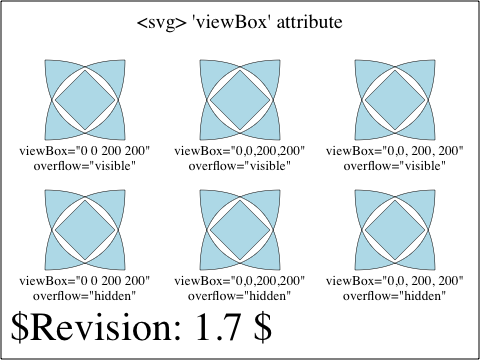 <svg> 'viewBox' attribute
viewBox="0 0 200 200"
overflow="visible"
viewBox="0,0,200,200"
overflow="visible"
viewBox="0,0, 200, 200"
overflow="visible"
viewBox="0 0 200 200"
overflow="hidden"
viewBox="0,0,200,200"
overflow="hidden"
viewBox="0,0, 200, 200"
overflow="hidden"
$Revision: 1.7 $